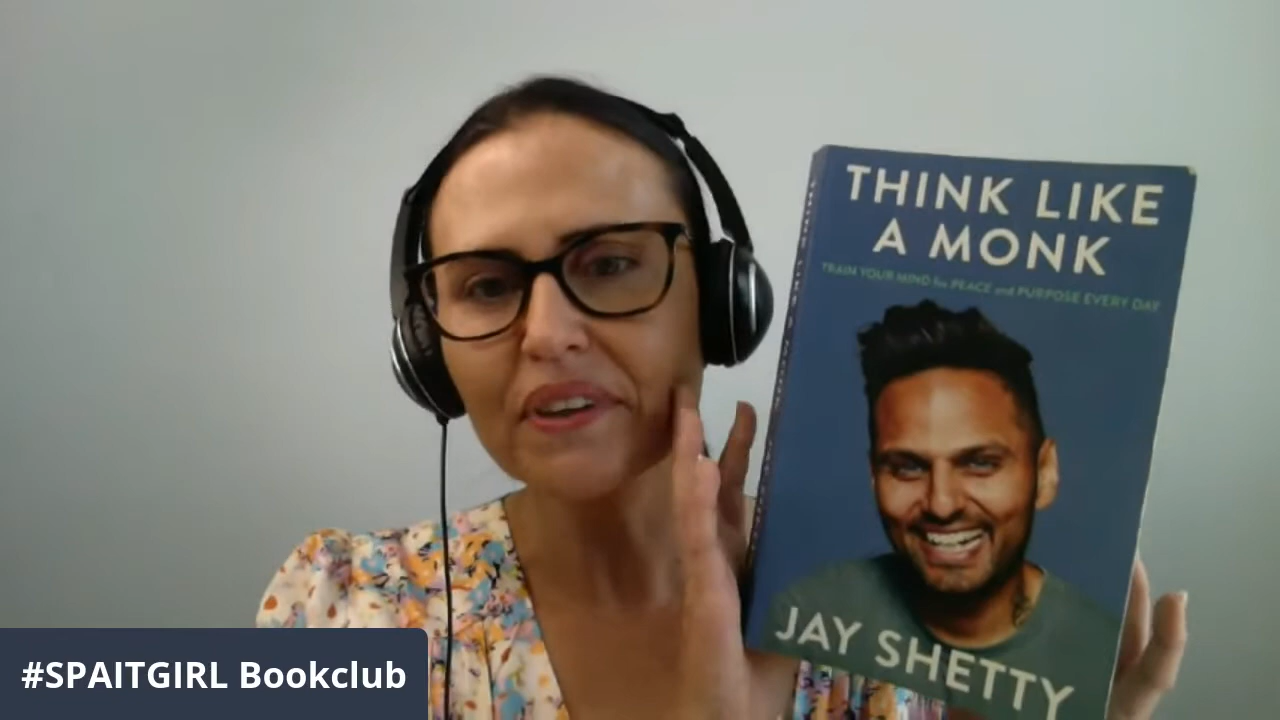 THINK LIKE
A MONK
TRAIN YOUR MIND for PEACE and PURPOSE EVERY DAY
JAY SHETTY
#SPAITGIRL Bookclub